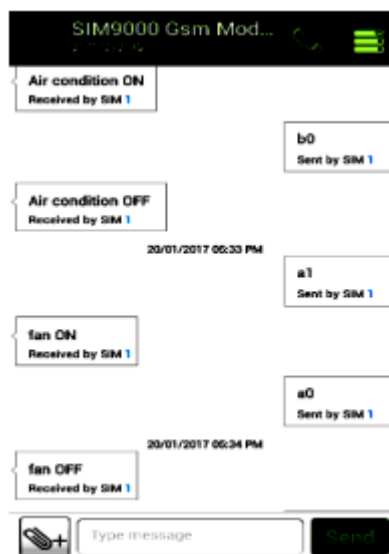 SIM9000 Gsm Mod...
Air condition ON
Received by SIM 1
b0
Sent by SIM 1
Air condition OFF
Received by SIM 1
20/01/2017 06:33 PM
a1
Sent by SIM 1
fan ON
Received by SIM 1
a0
Sent by SIM 1
20/01/2017 06:34 PM
fan OFF
Received by SIM 1
Type message
Send